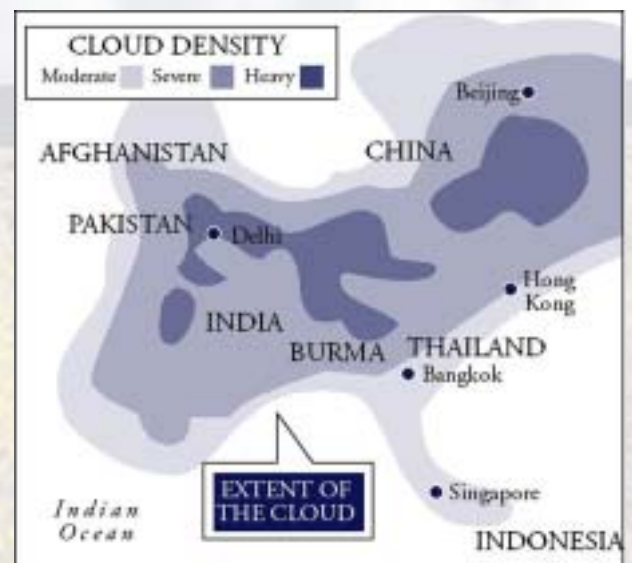 CLOUD DENSITY
Moderate Severe Heavy
Beijing
AFGHANISTAN
CHINA
PAKISTAN
Delhi
Hong
Kong
INDIA
BURMA
THAILAND
Bangkok
EXTENT OF
THE CLOUD
Singapore
Indian
Ocean
INDONESIA